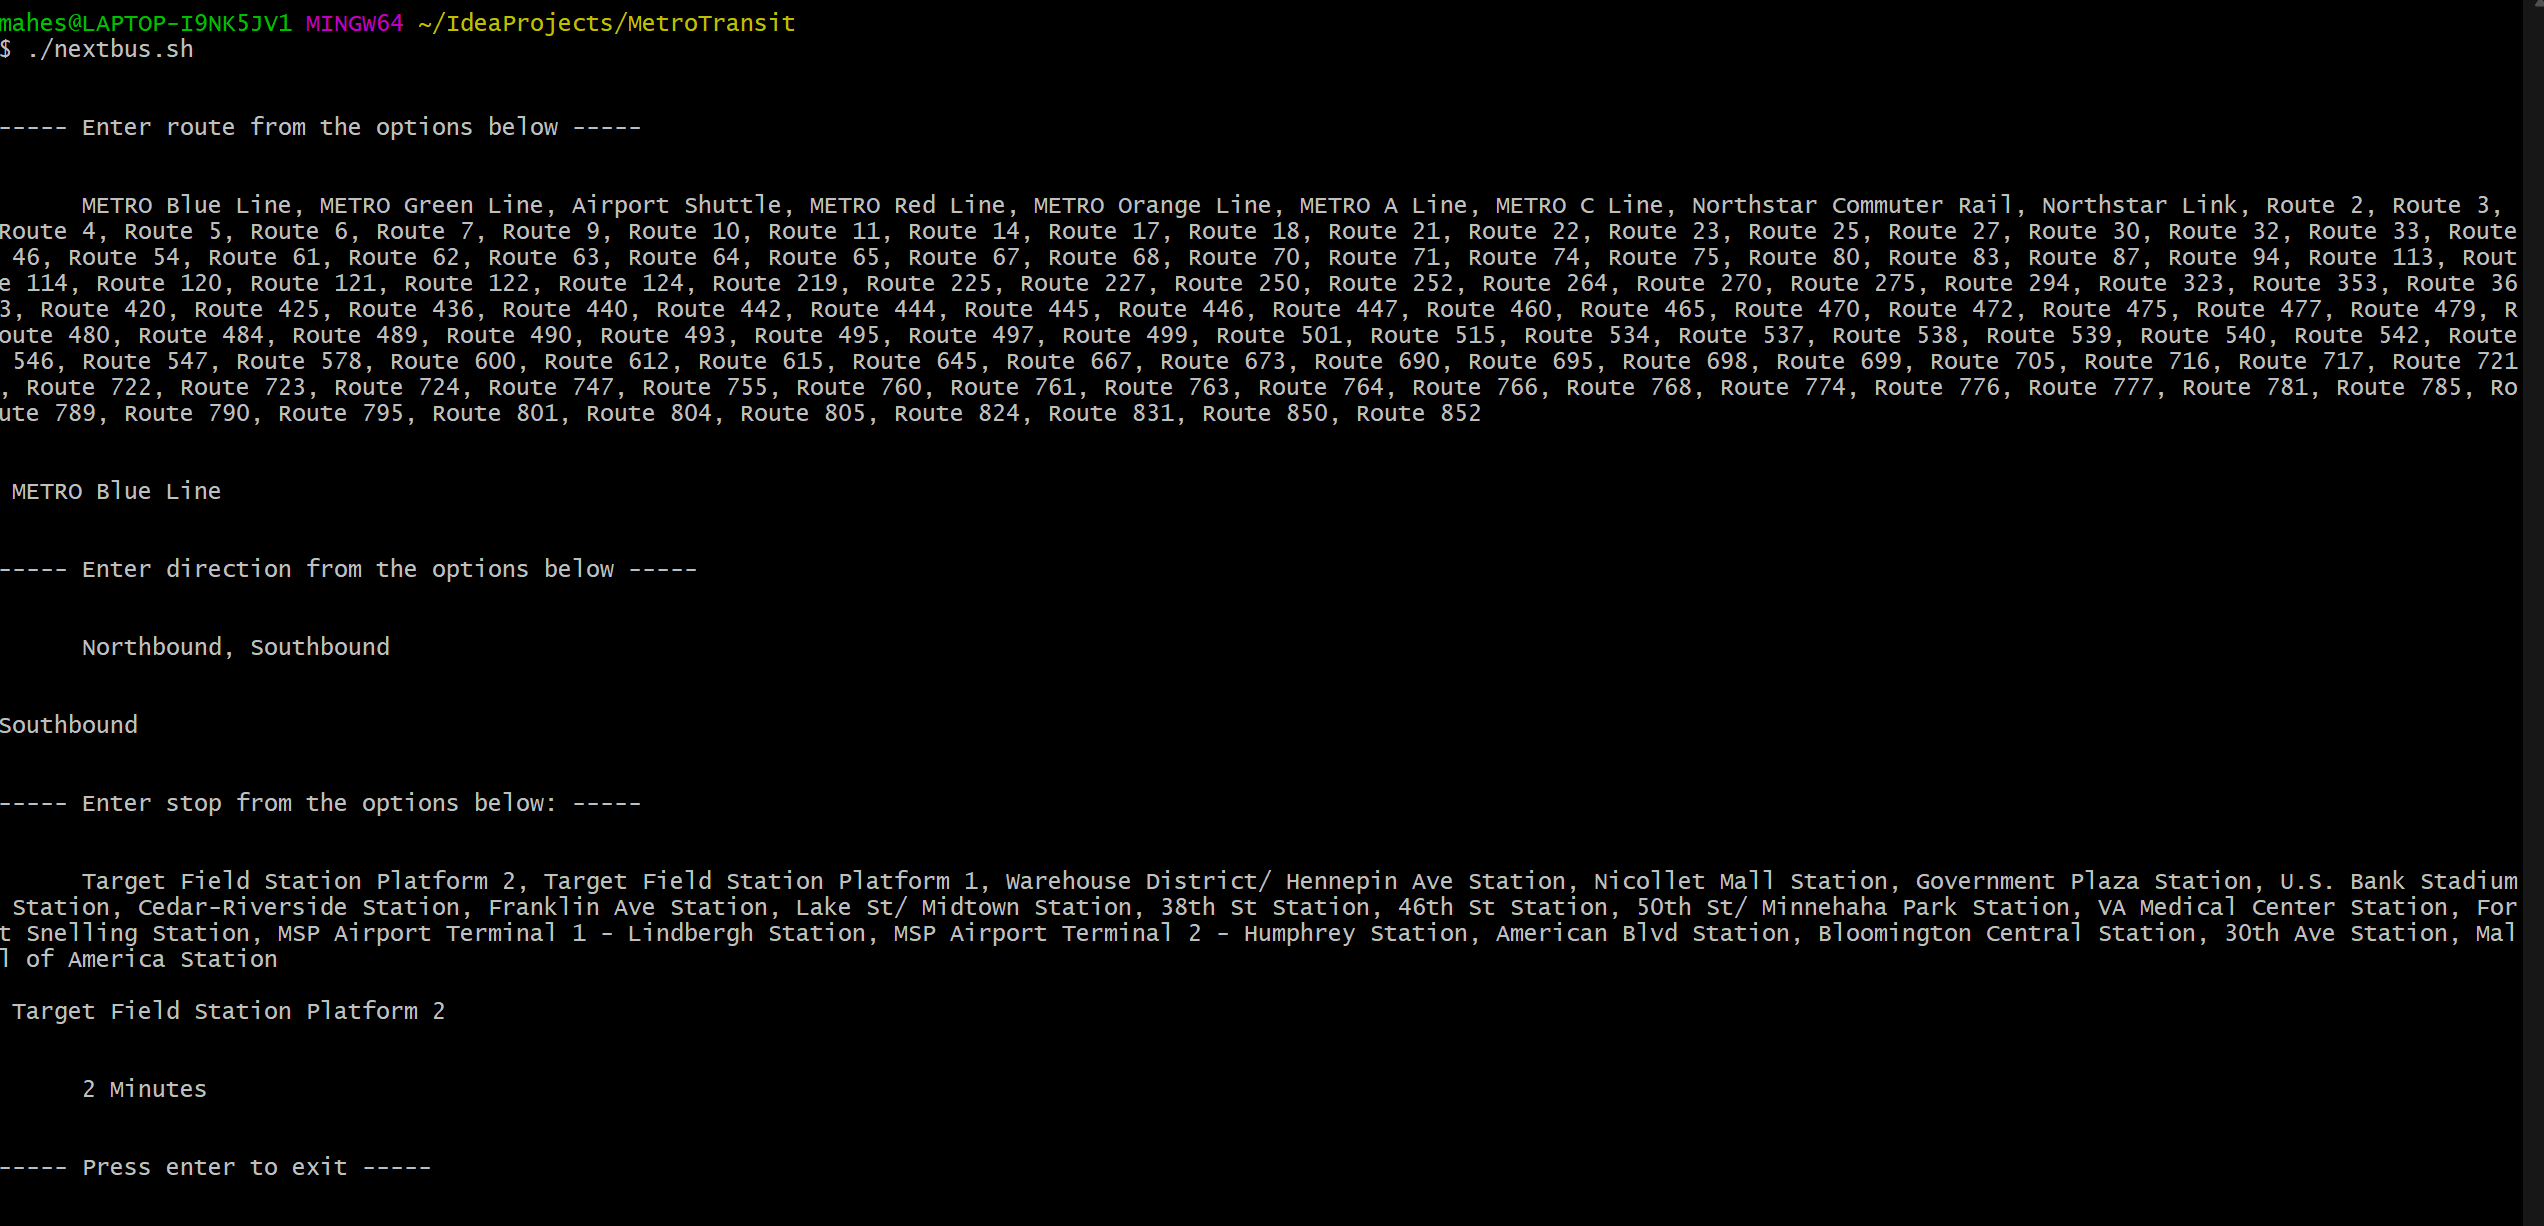 mahes@LAPTOP-I9NK5JV1 MINGW64 ~/IdeaProjects/MetroTransit
$ ./nextbus.sh
----- Enter route from the options below -----
METRO Blue Line, METRO Green Line, Airport Shuttle, METRO Red Line, METRO Orange Line, METRO A Line, METRO C Line, Northstar Commuter Rail, Northstar Link, Route 2, Route 3,
Route 4, Route 5, Route 6, Route 7, Route 9, Route 10, Route 11, Route 14, Route 17, Route 18, Route 21, Route 22, Route 23, Route 25, Route 27, Route 30, Route 32, Route 33, Route
46, Route 54, Route 61, Route 62, Route 63, Route 64, Route 65, Route 67, Route 68, Route 70, Route 71, Route 74, Route 75, Route 80, Route 83, Route 87, Route 94, Route 113, Rout
e 114, Route 120, Route 121, Route 122, Route 124, Route 219, Route 225, Route 227, Route 250, Route 252, Route 264, Route 270, Route 275, Route 294, Route 323, Route 353, Route 36
3, Route 420, Route 425, Route 436, Route 440, Route 442, Route 444, Route 445, Route 446, Route 447, Route 460, Route 465, Route 470, Route 472, Route 475, Route 477, Route 479, R
oute 480, Route 484, Route 489, Route 490, Route 493, Route 495, Route 497, Route 499, Route 501, Route 515, Route 534, Route 537, Route 538, Route 539, Route 540, Route 542, Route
546, Route 547, Route 578, Route 600, Route 612, Route 615, Route 645, Route 667, Route 673, Route 690, Route 695, Route 698, Route 699, Route 705, Route 716, Route 717, Route 721
, Route 722, Route 723, Route 724, Route 747, Route 755, Route 760, Route 761, Route 763, Route 764, Route 766, Route 768, Route 774, Route 776, Route 777, Route 781, Route 785, Ro
ute 789, Route 790, Route 795, Route 801, Route 804, Route 805, Route 824, Route 831, Route 850, Route 852
METRO Blue Line
----- Enter direction from the options below -----
Northbound, Southbound
Southbound
----- Enter stop from the options below: -----
Target Field Station Platform 2, Target Field Station Platform 1, Warehouse District/ Hennepin Ave Station, Nicollet Mall Station, Government Plaza Station, U.S. Bank Stadium
Station, Cedar-Riverside Station, Franklin Ave Station, Lake St/ Midtown Station, 38th St Station, 46th St Station, 50th St/ Minnehaha Park Station, VA Medical Center Station, For
t Snelling Station, MSP Airport Terminal 1 - Lindbergh Station, MSP Airport Terminal 2 - Humphrey Station, American Blvd Station, Bloomington Central Station, 30th Ave Station, Mal
l of America Station
Target Field Station Platform 2
2 Minutes
----- Press enter to exit -----